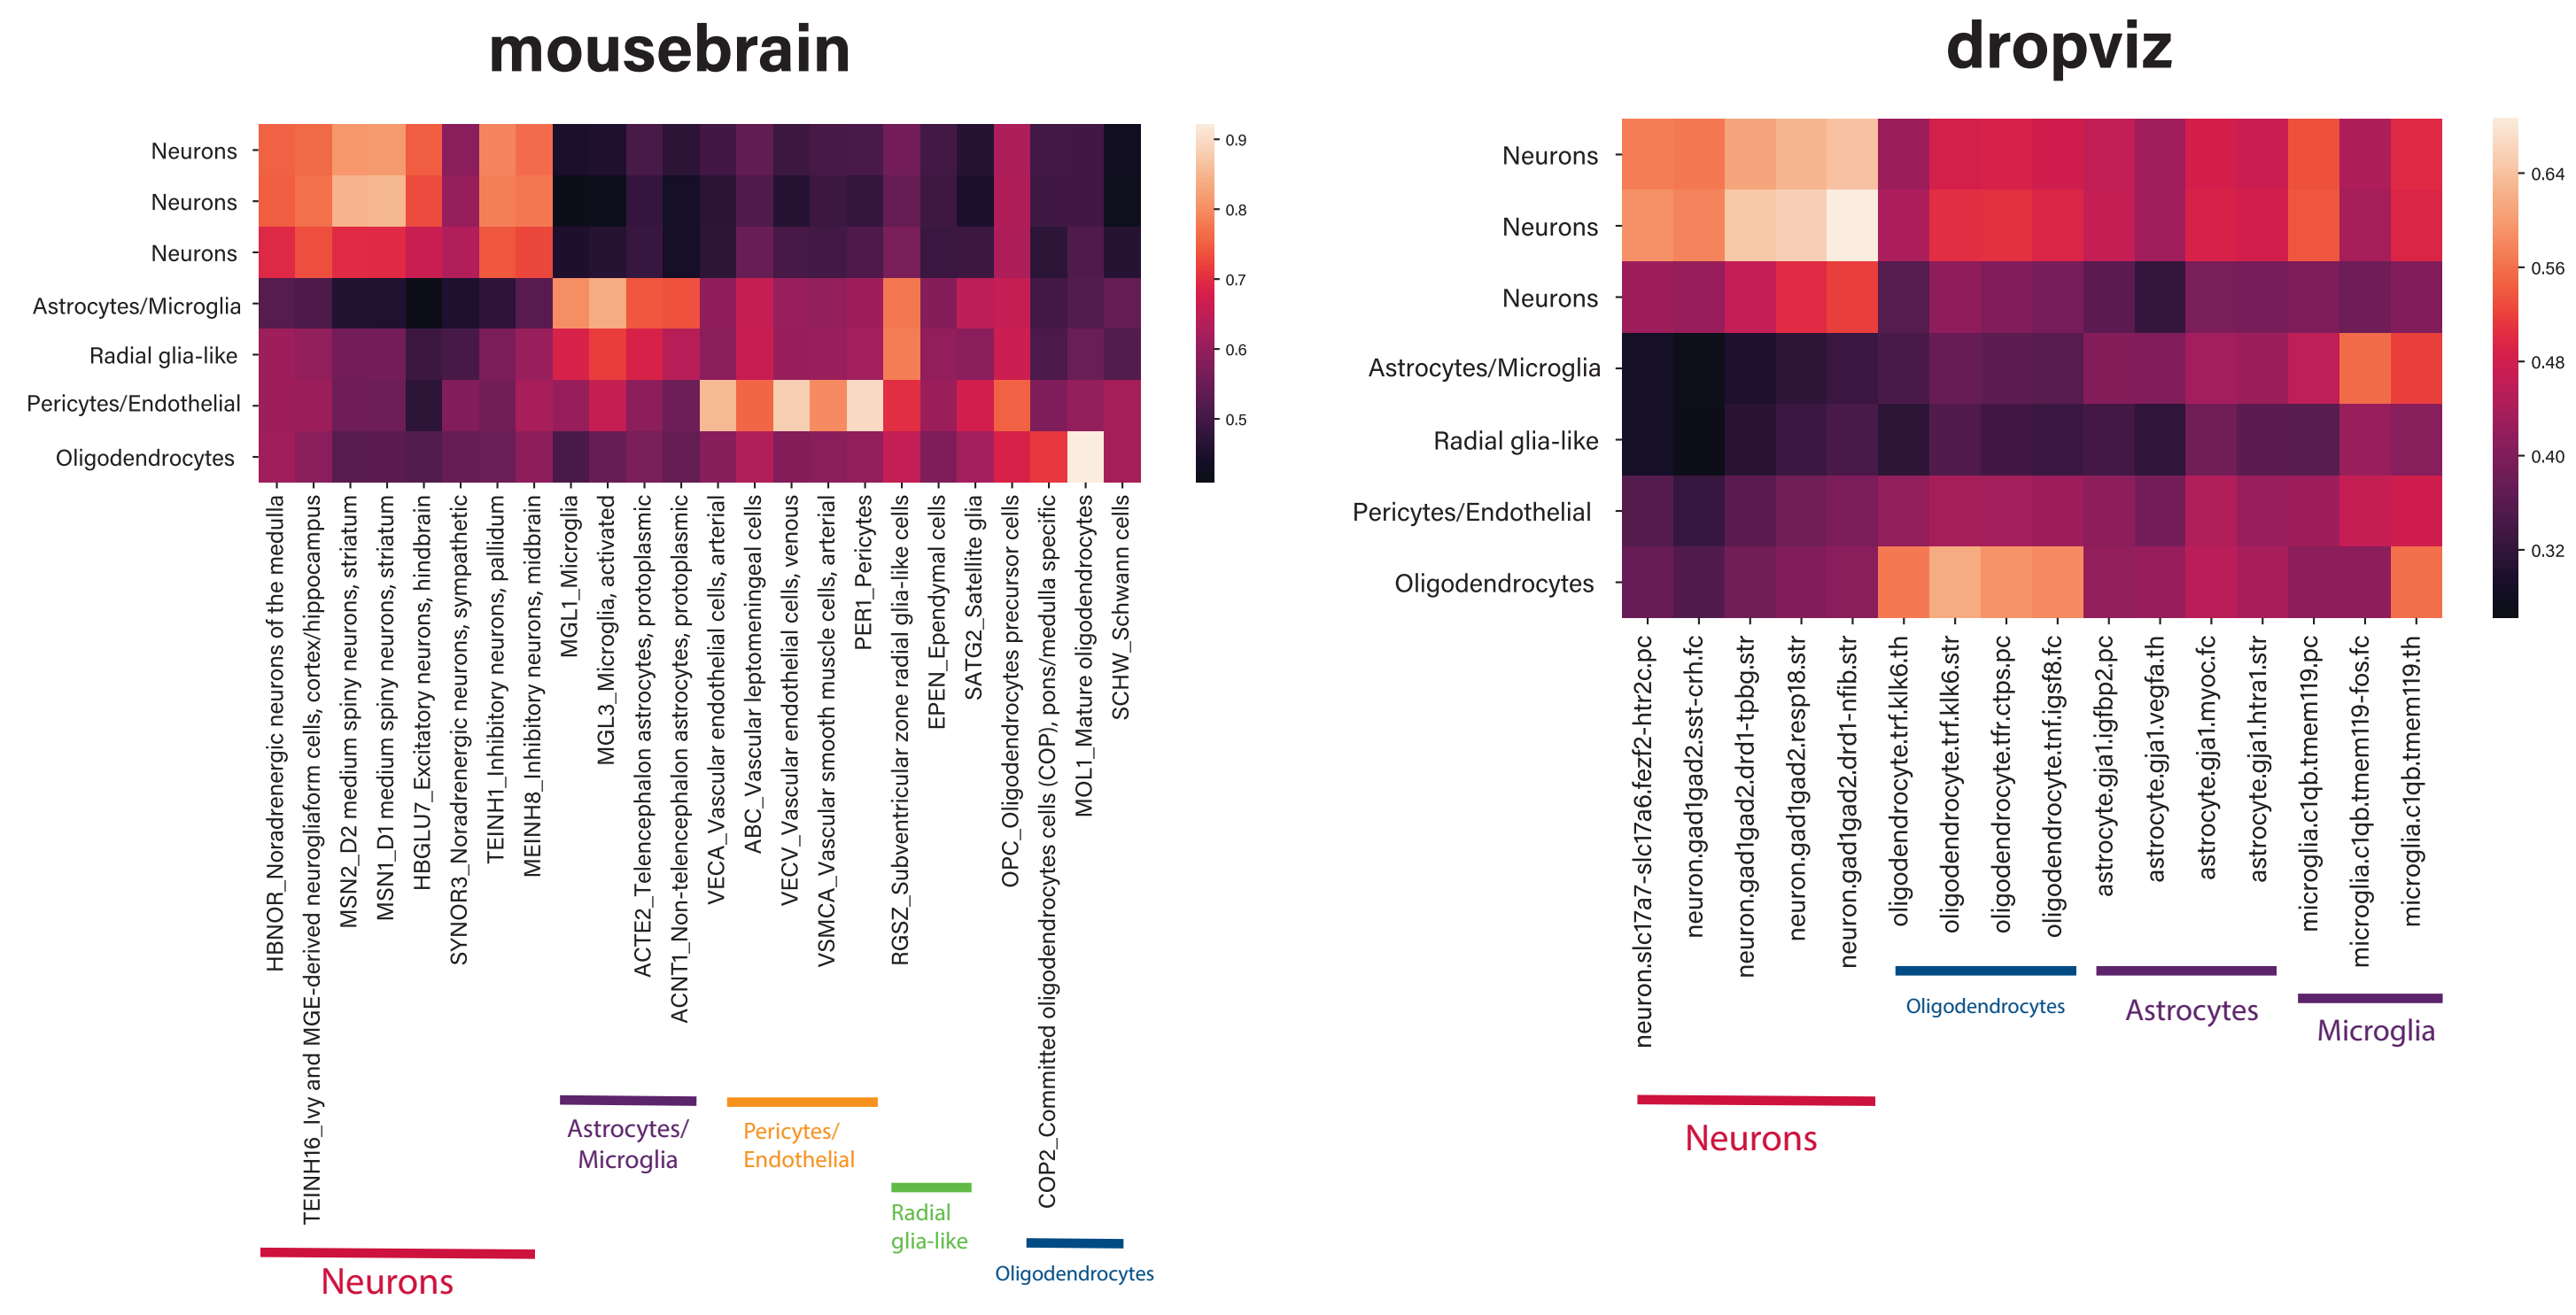 mousebrain
Neurons
Neurons
Neurons
Astrocytes/Microglia
Radial glia-like
Pericytes/Endothelial
Oligodendrocytes
0.9
0.8
0.7
0.6
0.5
HBNOR_Noradrenergic neurons of the medulla
TEINH16_Ivy and MGE-derived neurogliaform cells, cortex/hippocampus
MSN2_D2 medium spiny neurons, striatum
MSN1_D1 medium spiny neurons, striatum
HBGLU7_Excitatory neurons, hindbrain
SYNOR3_Noradrenergic neurons, sympathetic
TEINH1_Inhibitory neurons, pallidum
MEINH8_Inhibitory neurons, midbrain
MGL1_Microglia
MGL3_Microglia, activated
ACTE2_Telencephalon astrocytes, protoplasmic
ACNT1_Non-telencephalon astrocytes, protoplasmic
VECA_Vascular endothelial cells, arterial
ABC_Vascular leptomeningeal cells
VECV_Vascular endothelial cells, venous
VSMCA_Vascular smooth muscle cells, arterial
PER1_Pericytes
RGSZ_Subventricular zone radial glia-like cells
EPEN_Ependymal cells
SATG2_Satellite glia
OPC_Oligodendrocytes precursor cells
COP2_Committed oligodendrocytes cells (COP), pons/medulla specific
MOL1_Mature oligodendrocytes
SCHW_Schwann cells
Neurons
Astrocytes/
Microglia
Pericytes/
Endothelial
Radial
glia-like
Oligodendrocytes
dropviz
Neurons
Neurons
Neurons
Astrocytes/Microglia
Radial glia-like
Pericytes/Endothelial
Oligodendrocytes
0.64
0.56
0.48
0.40
0.32
neuron.slc17a7-slc17a6.fezf2-htr2c.pc
neuron.gad1gad2.sst-crh.fc
neuron.gad1gad2.drd1-tpbg.str
neuron.gad1gad2.resp18.str
neuron.gad1gad2.drd1-nfib.str
oligodendrocyte.trf.klk6.th
oligodendrocyte.trf.klk6.str
oligodendrocyte.tfr.ctps.pc
oligodendrocyte.tnf.igsf8.fc
astrocyte.gja1.igfbp2.pc
astrocyte.gja1.vegfa.th
astrocyte.gja1.myoc.fc
astrocyte.gja1.htra1.str
microglia.c1qb.tmem119.pc
microglia.c1qb.tmem119-fos.fc
microglia.c1qb.tmem119.th
Neurons
Oligodendrocytes
Astrocytes
Microglia